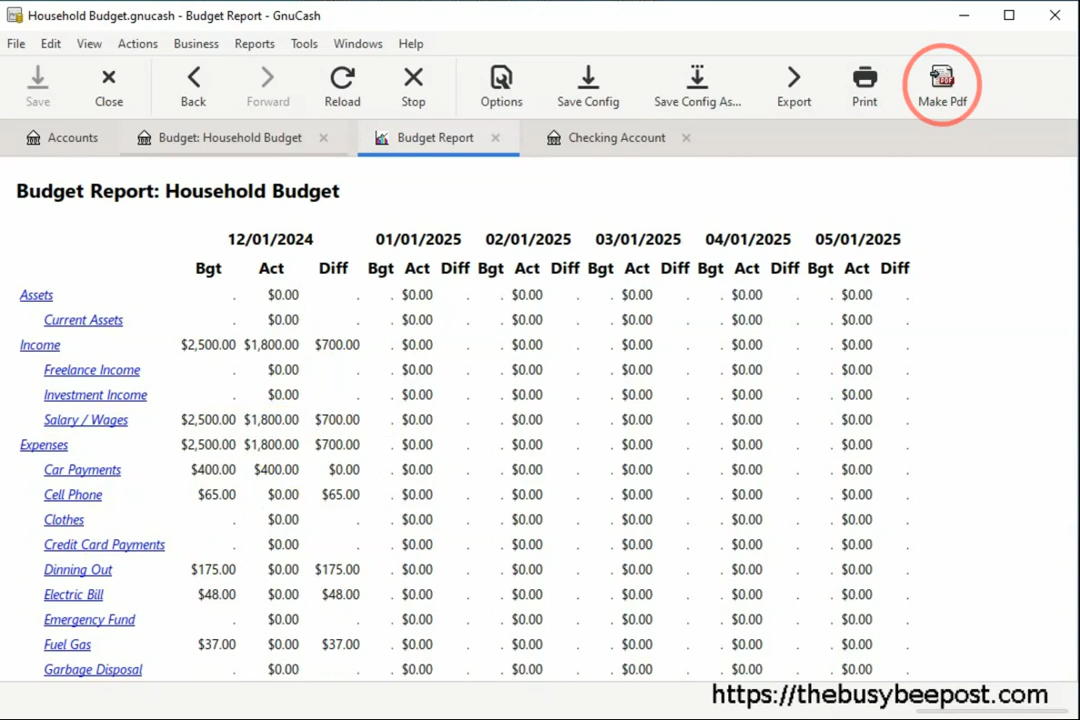 Household Budget.gnucash - Budget Report - GnuCash
File Edit View Actions Business Reports Tools Windows Help
Save Close Back Forward Reload Stop Options Save Config Save Config As... Export Print Make Pdf
Accounts Budget: Household Budget Budget Report Checking Account
Budget Report: Household Budget
12/01/2024 01/01/2025 02/01/2025 03/01/2025 04/01/2025 05/01/2025
Bgt Act Diff Bgt Act Diff Bgt Act Diff Bgt Act Diff Bgt Act Diff Bgt Act Diff
Assets . $0.00 . . $0.00 . . $0.00 . . $0.00 . . $0.00 . . $0.00 .
Current Assets . $0.00 . . $0.00 . . $0.00 . . $0.00 . . $0.00 . . $0.00 .
Income $2,500.00 $1,800.00 $700.00 . $0.00 . . $0.00 . . $0.00 . . $0.00 . . $0.00 .
Freelance Income . $0.00 . . $0.00 . . $0.00 . . $0.00 . . $0.00 . . $0.00 .
Investment Income . $0.00 . . $0.00 . . $0.00 . . $0.00 . . $0.00 . . $0.00 .
Salary / Wages $2,500.00 $1,800.00 $700.00 . $0.00 . . $0.00 . . $0.00 . . $0.00 . . $0.00 .
Expenses $2,500.00 $1,800.00 $700.00 . $0.00 . . $0.00 . . $0.00 . . $0.00 . . $0.00 .
Car Payments $400.00 $400.00 $0.00 . $0.00 . . $0.00 . . $0.00 . . $0.00 . . $0.00 .
Cell Phone $65.00 $0.00 $65.00 . $0.00 . . $0.00 . . $0.00 . . $0.00 . . $0.00 .
Clothes . $0.00 . . $0.00 . . $0.00 . . $0.00 . . $0.00 . . $0.00 .
Credit Card Payments . $0.00 . . $0.00 . . $0.00 . . $0.00 . . $0.00 . . $0.00 .
Dinning Out $175.00 $0.00 $175.00 . $0.00 . . $0.00 . . $0.00 . . $0.00 . . $0.00 .
Electric Bill $48.00 $0.00 $48.00 . $0.00 . . $0.00 . . $0.00 . . $0.00 . . $0.00 .
Emergency Fund . $0.00 . . $0.00 . . $0.00 . . $0.00 . . $0.00 . . $0.00 .
Fuel Gas $37.00 $0.00 $37.00 . $0.00 . . $0.00 . . $0.00 . . $0.00 . . $0.00 .
Garbage Disposal . $0.00 . . $0.00 . . $0.00 . . $0.00 . . $0.00 . . $0.00 .
https://thebusybeepost.com